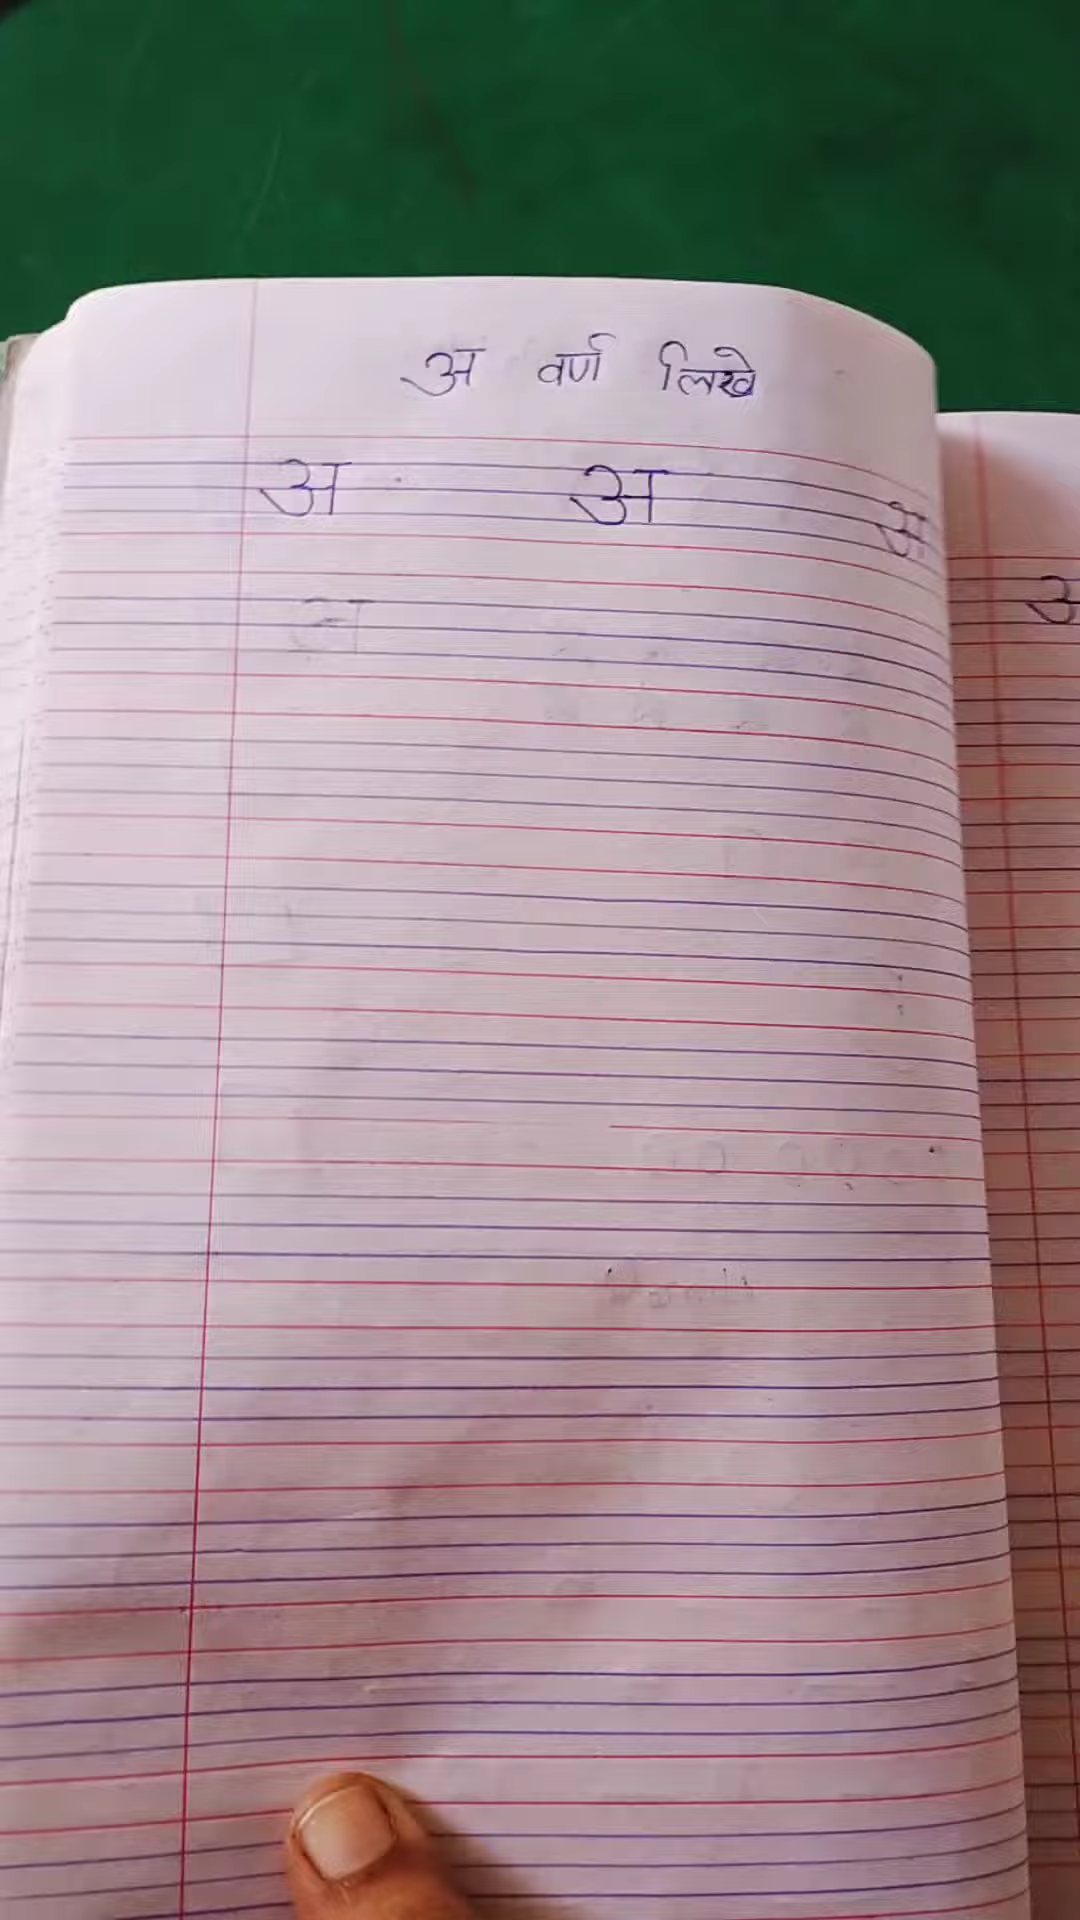 अ वर्ण लिखे
अ अ अ
अ